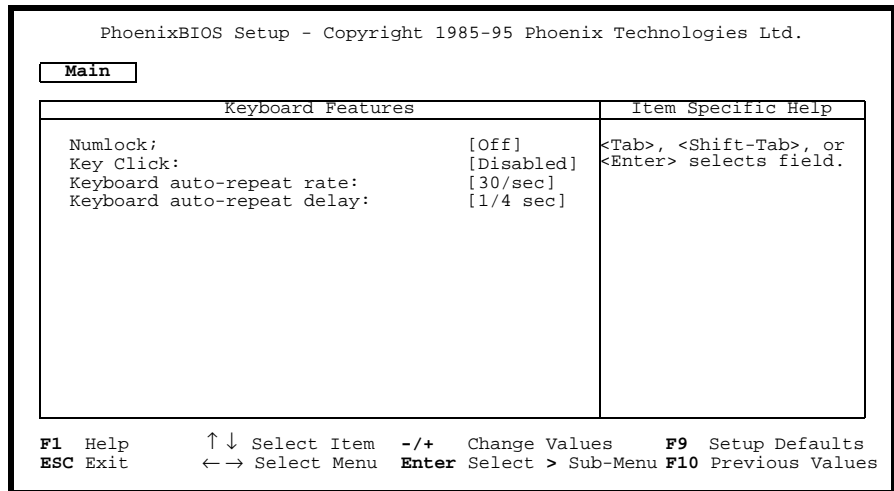 PhoenixBIOS Setup - Copyright 1985-95 Phoenix Technologies Ltd.
Main
Keyboard Features Item Specific Help
Numlock; [Off] <Tab>, <Shift-Tab>, or
Key Click: [Disabled] <Enter> selects field.
Keyboard auto-repeat rate: [30/sec]
Keyboard auto-repeat delay: [1/4 sec]
F1 Help ↑↓ Select Item -/+ Change Values F9 Setup Defaults
ESC Exit ←→ Select Menu Enter Select > Sub-Menu F10 Previous Values